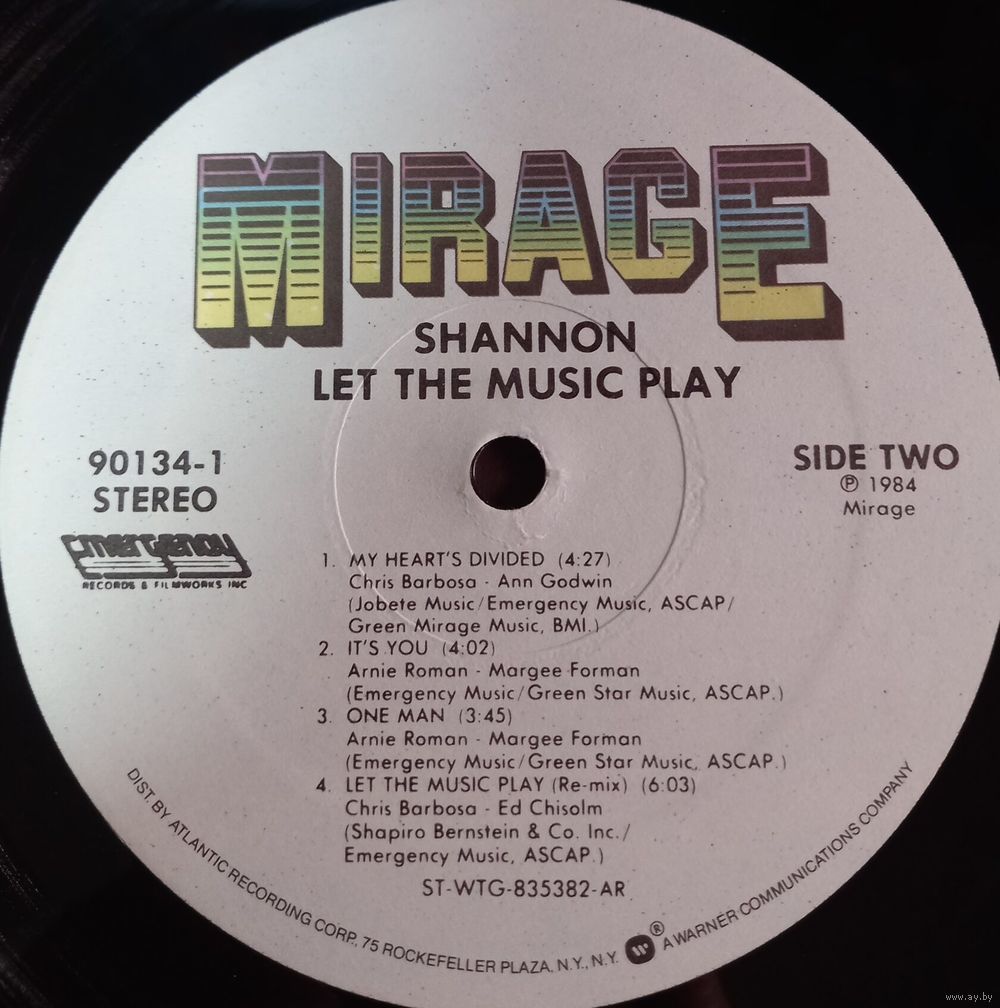 MIRAGE
SHANNON
LET THE MUSIC PLAY
90134-1
STEREO
Emergency
RECORDS & FILMWORKS INC
SIDE TWO
℗ 1984
Mirage
1. MY HEART'S DIVIDED (4:27)
Chris Barbosa - Ann Godwin
(Jobete Music/Emergency Music, ASCAP/
Green Mirage Music, BMI.)
2. IT'S YOU (4:02)
Arnie Roman - Margee Forman
(Emergency Music/Green Star Music, ASCAP.)
3. ONE MAN (3:45)
Arnie Roman - Margee Forman
(Emergency Music/Green Star Music, ASCAP.)
4. LET THE MUSIC PLAY (Re-mix) (6:03)
Chris Barbosa - Ed Chisolm
(Shapiro Bernstein & Co. Inc./
Emergency Music, ASCAP.)
ST-WTG-835382-AR
DIST. BY ATLANTIC RECORDING CORP., 75 ROCKEFELLER PLAZA, N.Y., N.Y. ® A WARNER COMMUNICATIONS COMPANY
www.ay.by